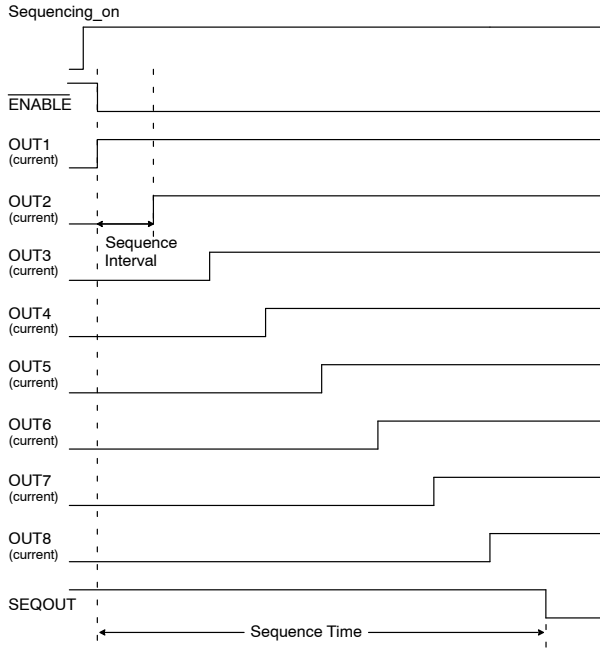 Sequencing_on
ENABLE
OUT1
(current)
OUT2
(current)
Sequence
Interval
OUT3
(current)
OUT4
(current)
OUT5
(current)
OUT6
(current)
OUT7
(current)
OUT8
(current)
SEQOUT
Sequence Time